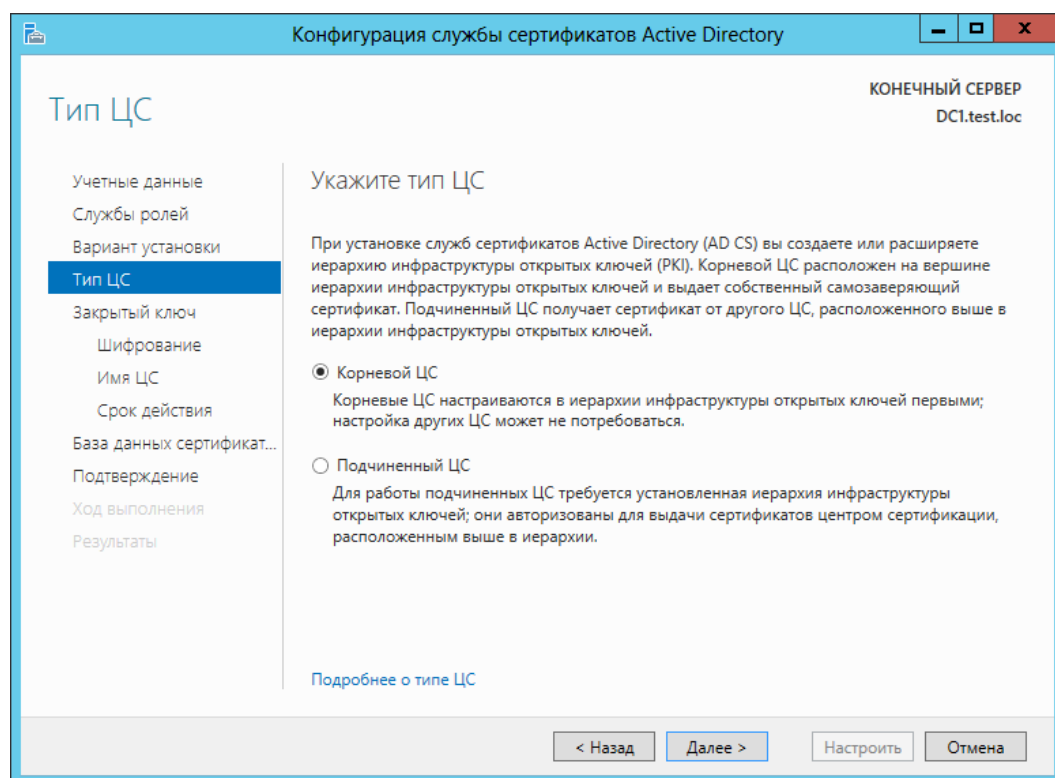 Конфигурация службы сертификатов Active Directory
Тип ЦС
КОНЕЧНЫЙ СЕРВЕР
DC1.test.loc
Учетные данные
Службы ролей
Вариант установки
Тип ЦС
Закрытый ключ
Шифрование
Имя ЦС
Срок действия
База данных сертификат...
Подтверждение
Ход выполнения
Результаты
Укажите тип ЦС
При установке служб сертификатов Active Directory (AD CS) вы создаете или расширяете
иерархию инфраструктуры открытых ключей (PKI). Корневой ЦС расположен на вершине
иерархии инфраструктуры открытых ключей и выдает собственный самозаверяющий
сертификат. Подчиненный ЦС получает сертификат от другого ЦС, расположенного выше в
иерархии инфраструктуры открытых ключей.
Корневой ЦС
Корневые ЦС настраиваются в иерархии инфраструктуры открытых ключей первыми;
настройка других ЦС может не потребоваться.
Подчиненный ЦС
Для работы подчиненных ЦС требуется установленная иерархия инфраструктуры
открытых ключей; они авторизованы для выдачи сертификатов центром сертификации,
расположенным выше в иерархии.
Подробнее о типе ЦС
< Назад
Далее >
Настроить
Отмена